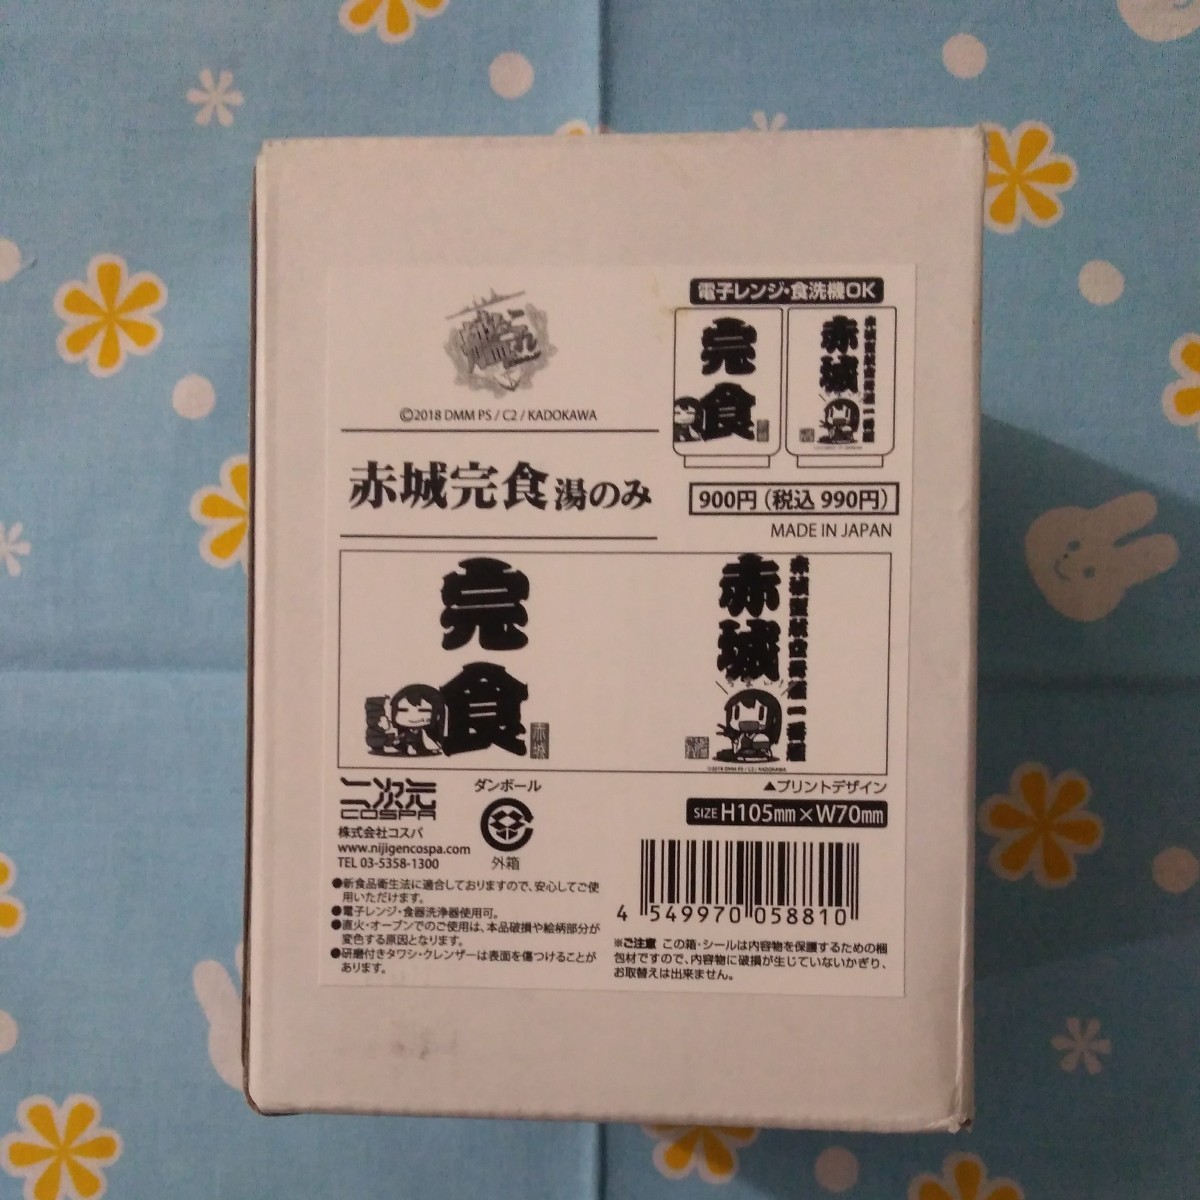 艦これ
©2018 DMM PS / C2 / KADOKAWA
赤城完食 湯のみ
電子レンジ・食洗機OK
完食
赤城
900円(税込 990円)
MADE IN JAPAN
完食
赤城
赤城
©2018 DMM PS / C2 / KADOKAWA
▲プリントデザイン
SIZE H105mm×W70mm
二次元
COSPA
株式会社コスパ
www.nijigencospa.com
TEL 03-5358-1300
ダンボール
外箱
●新食品衛生法に適合しておりますので、安心してご使
用いただけます。
●電子レンジ・食器洗浄器使用可。
●直火・オーブンでのご使用は、本品破損や絵柄部分が
変色する原因となります。
●研磨付きタワシ・クレンザーは表面を傷つけることが
あります。
4 549970 058810
※ご注意 この箱・シールは内容物を保護するための梱
包材ですので、内容物に破損が生じていないかぎり、
お取替えは出来ません。